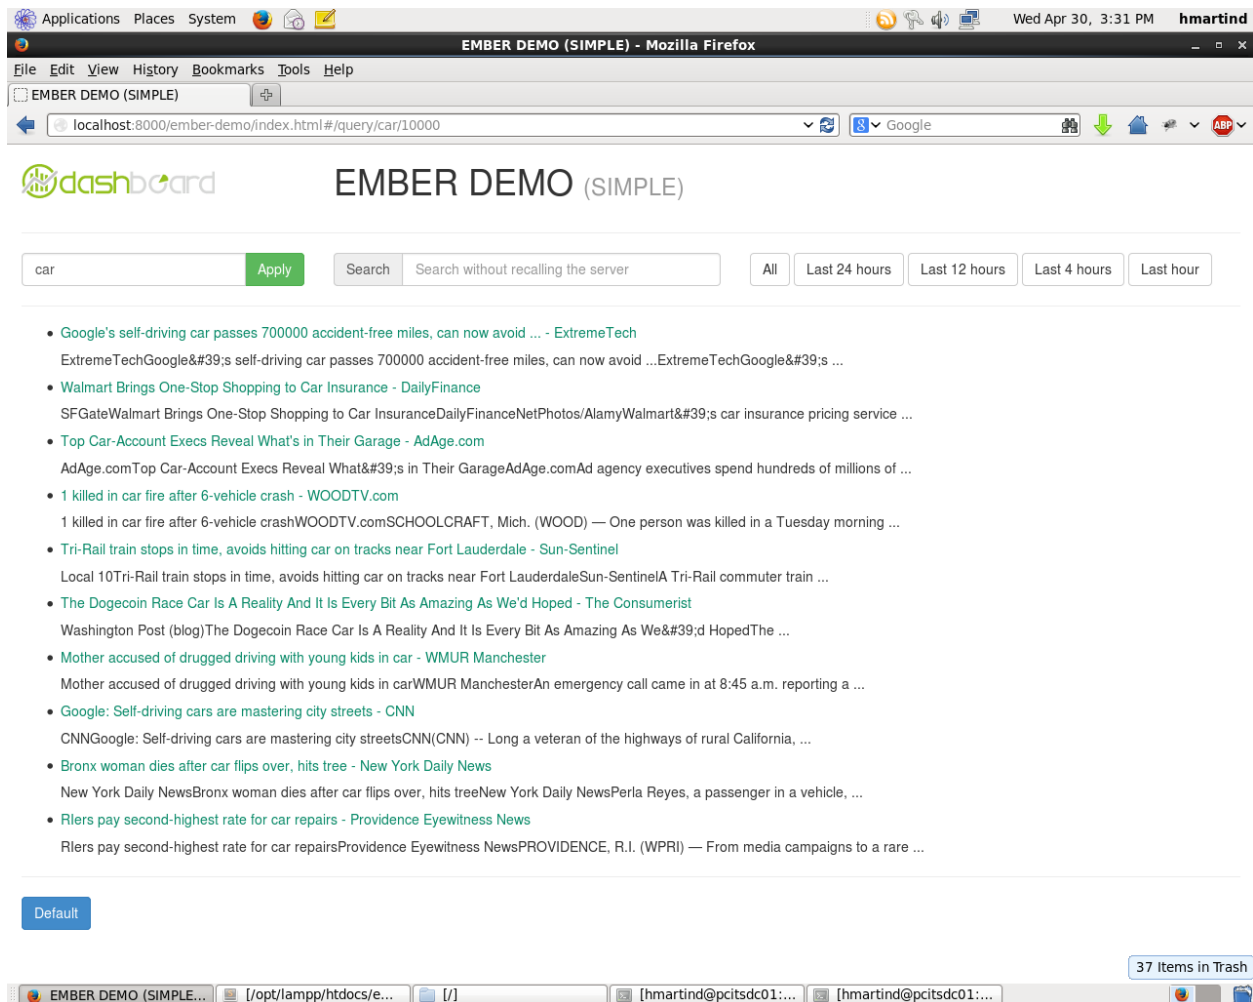 Applications Places System Wed Apr 30, 3:31 PM hmartind
EMBER DEMO (SIMPLE) - Mozilla Firefox
File Edit View History Bookmarks Tools Help
EMBER DEMO (SIMPLE)
localhost:8000/ember-demo/index.html#/query/car/10000 8 Google ABP
dashboard EMBER DEMO (SIMPLE)
car Apply Search Search without recalling the server All Last 24 hours Last 12 hours Last 4 hours Last hour
Google's self-driving car passes 700000 accident-free miles, can now avoid ... - ExtremeTech
ExtremeTechGoogle&#39;s self-driving car passes 700000 accident-free miles, can now avoid ...ExtremeTechGoogle&#39;s ...
Walmart Brings One-Stop Shopping to Car Insurance - DailyFinance
SFGateWalmart Brings One-Stop Shopping to Car InsuranceDailyFinanceNetPhotos/AlamyWalmart&#39;s car insurance pricing service ...
Top Car-Account Execs Reveal What's in Their Garage - AdAge.com
AdAge.comTop Car-Account Execs Reveal What&#39;s in Their GarageAdAge.comAd agency executives spend hundreds of millions of ...
1 killed in car fire after 6-vehicle crash - WOODTV.com
1 killed in car fire after 6-vehicle crashWOODTV.comSCHOOLCRAFT, Mich. (WOOD) — One person was killed in a Tuesday morning ...
Tri-Rail train stops in time, avoids hitting car on tracks near Fort Lauderdale - Sun-Sentinel
Local 10Tri-Rail train stops in time, avoids hitting car on tracks near Fort LauderdaleSun-SentinelA Tri-Rail commuter train ...
The Dogecoin Race Car Is A Reality And It Is Every Bit As Amazing As We'd Hoped - The Consumerist
Washington Post (blog)The Dogecoin Race Car Is A Reality And It Is Every Bit As Amazing As We&#39;d HopedThe ...
Mother accused of drugged driving with young kids in car - WMUR Manchester
Mother accused of drugged driving with young kids in carWMUR ManchesterAn emergency call came in at 8:45 a.m. reporting a ...
Google: Self-driving cars are mastering city streets - CNN
CNNGoogle: Self-driving cars are mastering city streetsCNN(CNN) -- Long a veteran of the highways of rural California, ...
Bronx woman dies after car flips over, hits tree - New York Daily News
New York Daily NewsBronx woman dies after car flips over, hits treeNew York Daily NewsPerla Reyes, a passenger in a vehicle, ...
RIers pay second-highest rate for car repairs - Providence Eyewitness News
RIers pay second-highest rate for car repairsProvidence Eyewitness NewsPROVIDENCE, R.I. (WPRI) — From media campaigns to a rare ...
Default
37 Items in Trash
EMBER DEMO (SIMPLE... [/opt/lampp/htdocs/e... [/] [hmartind@pcitsdc01:... [hmartind@pcitsdc01:...